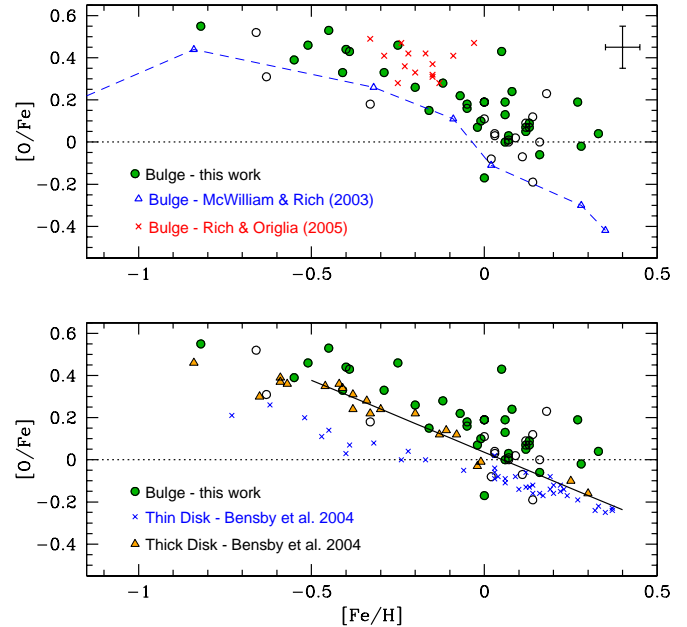 0.6
0.4
[O/Fe]
0.2
0
Bulge - this work
-0.2
Bulge - McWilliam & Rich (2003)
-0.4
Bulge - Rich & Origlia (2005)
-1
-0.5
0
0.5
0.6
0.4
[O/Fe]
0.2
0
Bulge - this work
-0.2
Thin Disk - Bensby et al. 2004
-0.4
Thick Disk - Bensby et al. 2004
-1
-0.5
0
0.5
[Fe/H]